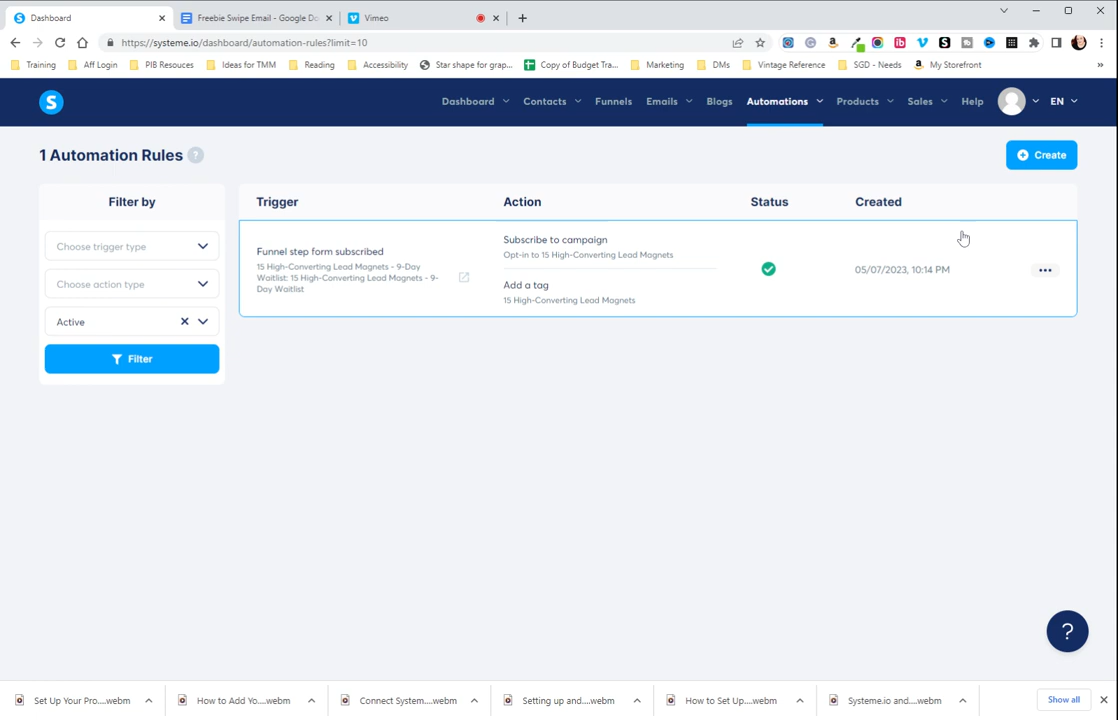 Dashboard
Freebie Swipe Email - Google Do
Vimeo
https://systeme.io/dashboard/automation-rules?limit=10
Training
Aff Login
PIB Resouces
Ideas for TMM
Reading
Accessibility
Star shape for grap...
Copy of Budget Tra...
Marketing
DMs
Vintage Reference
SGD - Needs
My Storefront
»
S
Dashboard
Contacts
Funnels
Emails
Blogs
Automations
Products
Sales
Help
EN
1 Automation Rules
?
Create
Filter by
Choose trigger type
Choose action type
Active
Filter
Trigger
Action
Status
Created
Funnel step form subscribed
15 High-Converting Lead Magnets - 9-Day
Waitlist: 15 High-Converting Lead Magnets - 9-
Day Waitlist
Subscribe to campaign
Opt-in to 15 High-Converting Lead Magnets
Add a tag
15 High-Converting Lead Magnets
05/07/2023, 10:14 PM
?
Set Up Your Pro....webm
How to Add Yo....webm
Connect System....webm
Setting up and....webm
How to Set Up....webm
Systeme.io and....webm
Show all